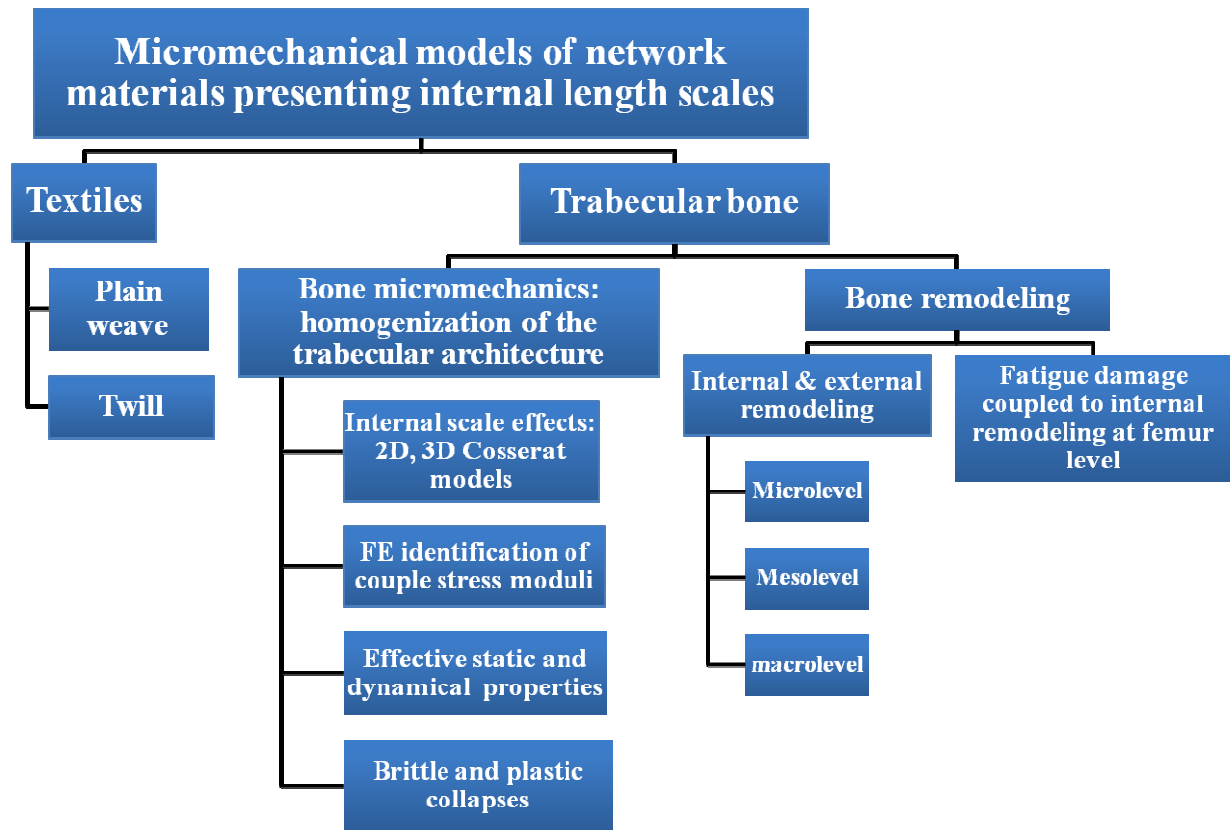 Micromechanical models of network
materials presenting internal length scales
Textiles
Plain
weave
Twill
Trabecular bone
Bone micromechanics:
homogenization of the
trabecular architecture
Internal scale effects:
2D, 3D Cosserat
models
FE identification of
couple stress moduli
Effective static and
dynamical properties
Brittle and plastic
collapses
Bone remodeling
Internal & external
remodeling
Microlevel
Mesolevel
macrolevel
Fatigue damage
coupled to internal
remodeling at femur
level